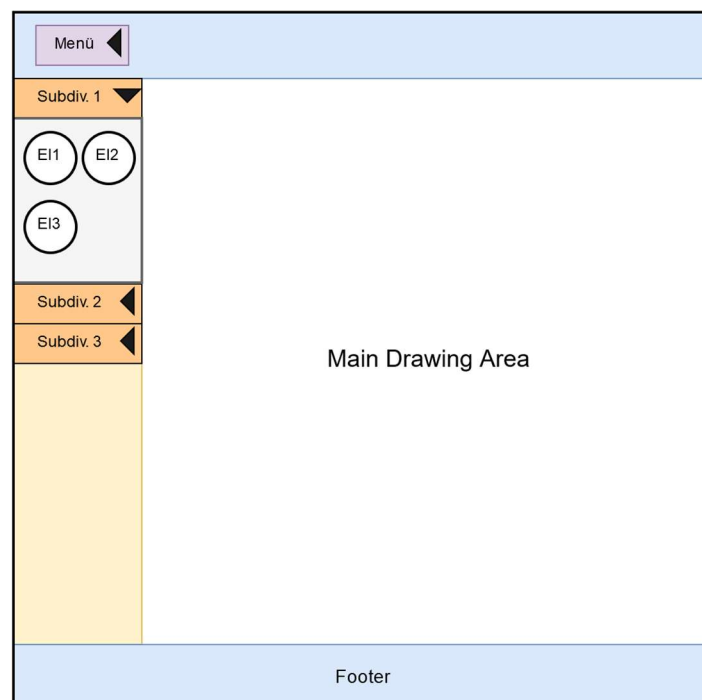 Menü
Subdiv. 1
El1
El2
El3
Subdiv. 2
Subdiv. 3
Main Drawing Area
Footer